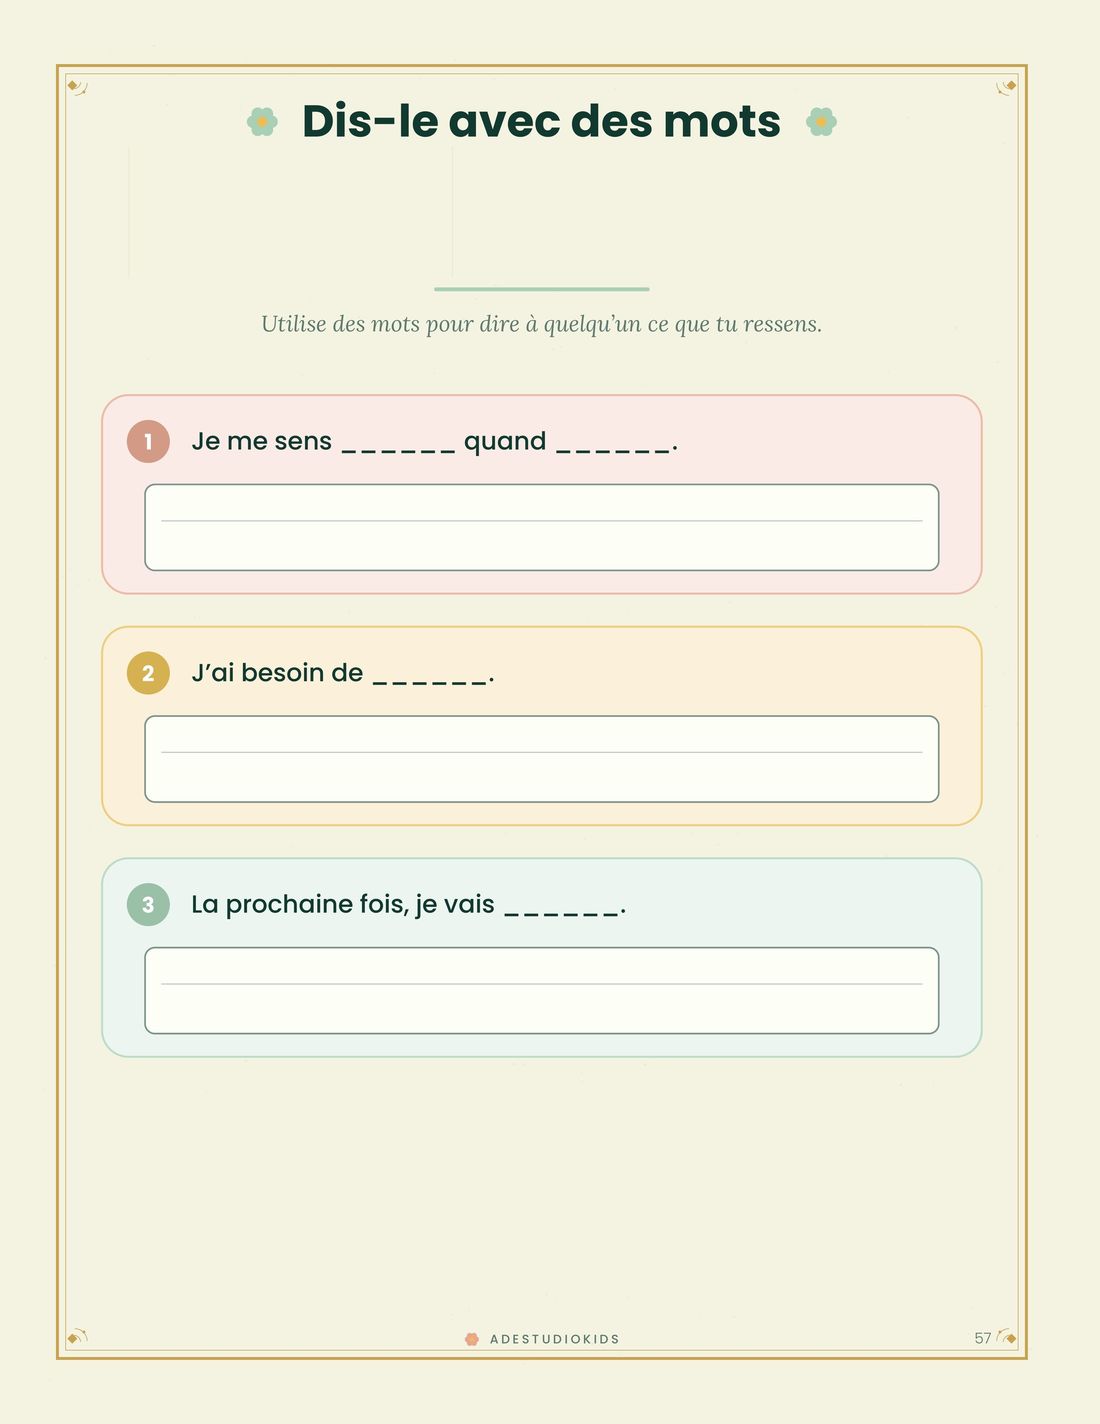 Dis-le avec des mots
Utilise des mots pour dire à quelqu’un ce que tu ressens.
1 Je me sens ______ quand ______.
2 J’ai besoin de ______.
3 La prochaine fois, je vais ______.
ADESTUDIOKIDS
57